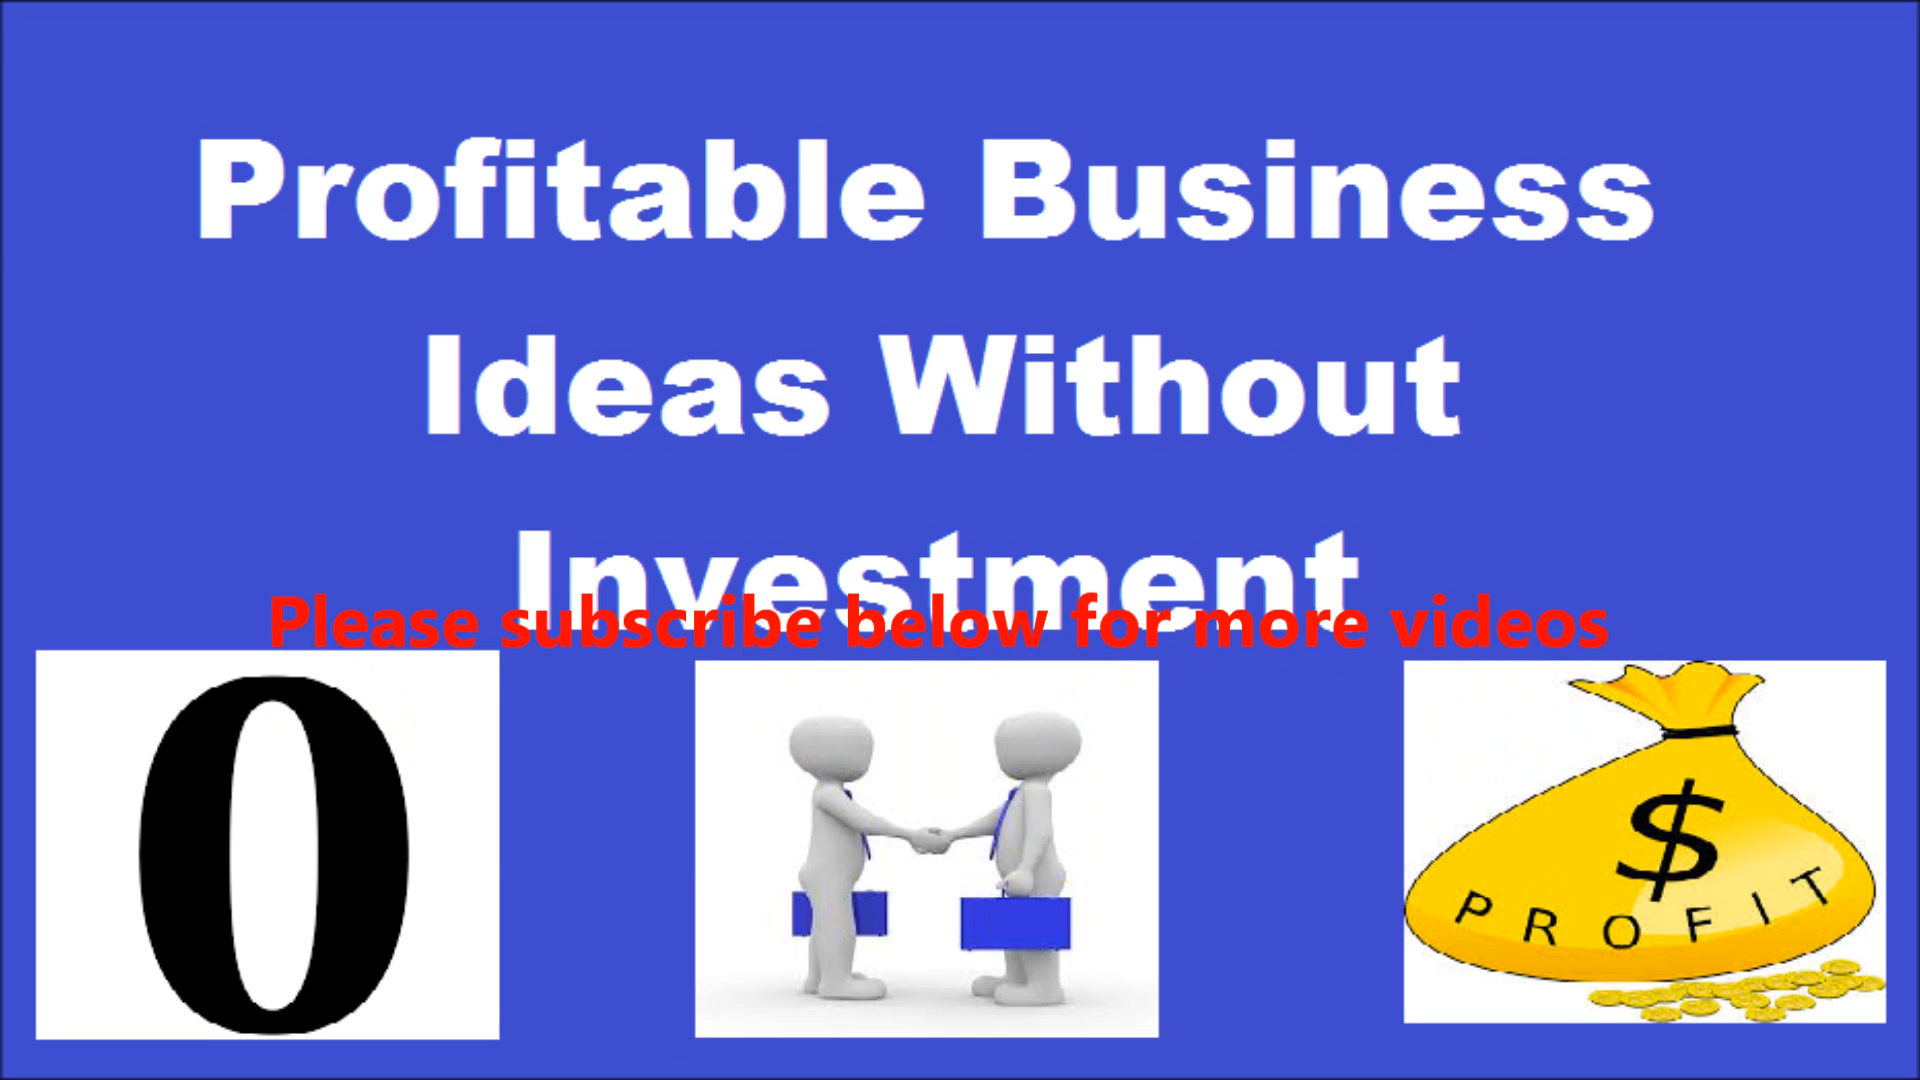 Profitable Business
Ideas Without
Investment
Please subscribe below for more videos
0
$
PROFIT